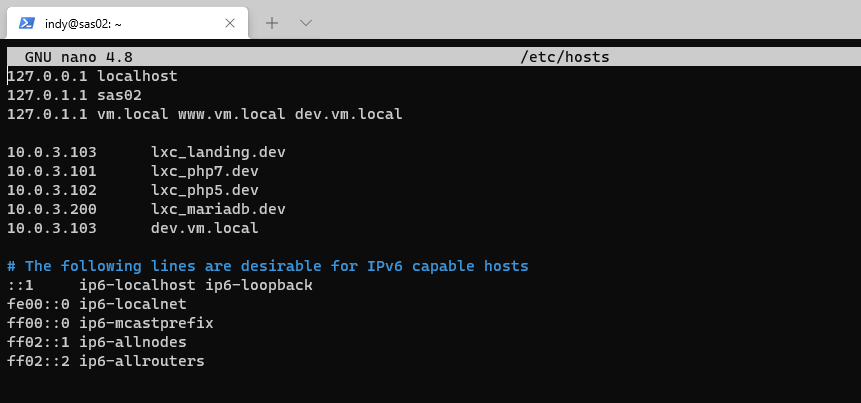 indy@sas02: ~
GNU nano 4.8 /etc/hosts
127.0.0.1 localhost
127.0.1.1 sas02
127.0.1.1 vm.local www.vm.local dev.vm.local
10.0.3.103 lxc_landing.dev
10.0.3.101 lxc_php7.dev
10.0.3.102 lxc_php5.dev
10.0.3.200 lxc_mariadb.dev
10.0.3.103 dev.vm.local
# The following lines are desirable for IPv6 capable hosts
::1 ip6-localhost ip6-loopback
fe00::0 ip6-localnet
ff00::0 ip6-mcastprefix
ff02::1 ip6-allnodes
ff02::2 ip6-allrouters